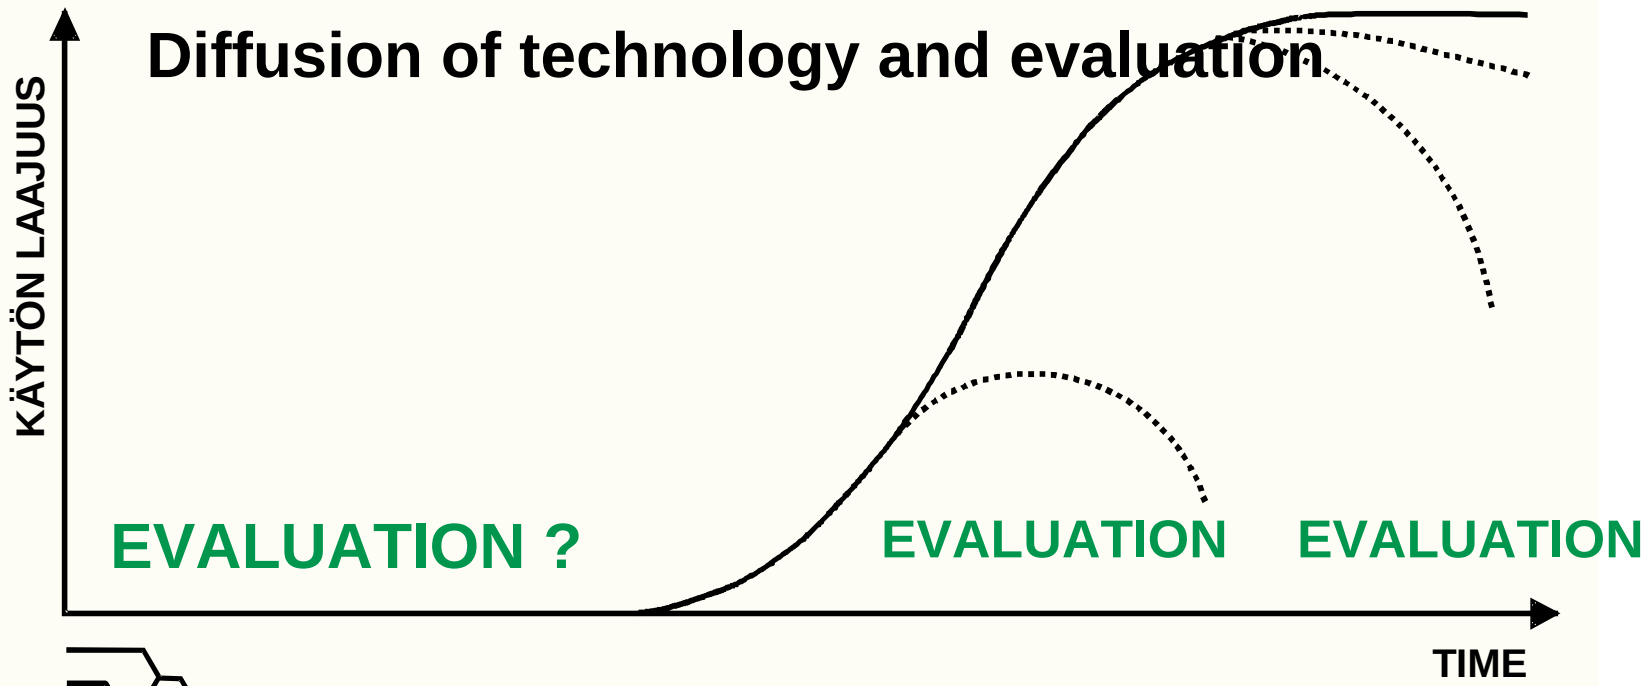 Diffusion of technology and evaluation
KÄYTÖN LAAJUUS
EVALUATION ?
EVALUATION
EVALUATION
TIME